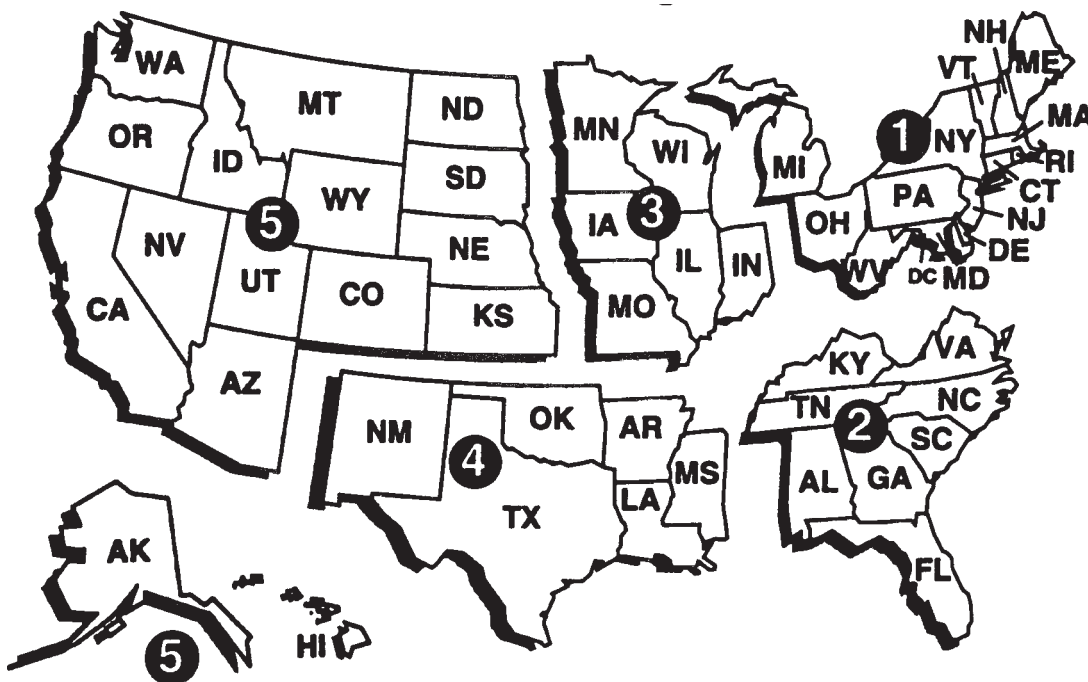 NH
VT
ME
WA
MT
ND
MN
WI
MI
1
NY
MA
OR
ID
SD
RI
CT
WY
5
IA
3
OH
PA
NJ
NV
NE
IL
IN
WV
DC
MD
DE
UT
CO
CA
KS
MO
AZ
KY
VA
NM
OK
AR
TN
2
NC
SC
4
MS
AL
GA
LA
TX
AK
FL
HI
5